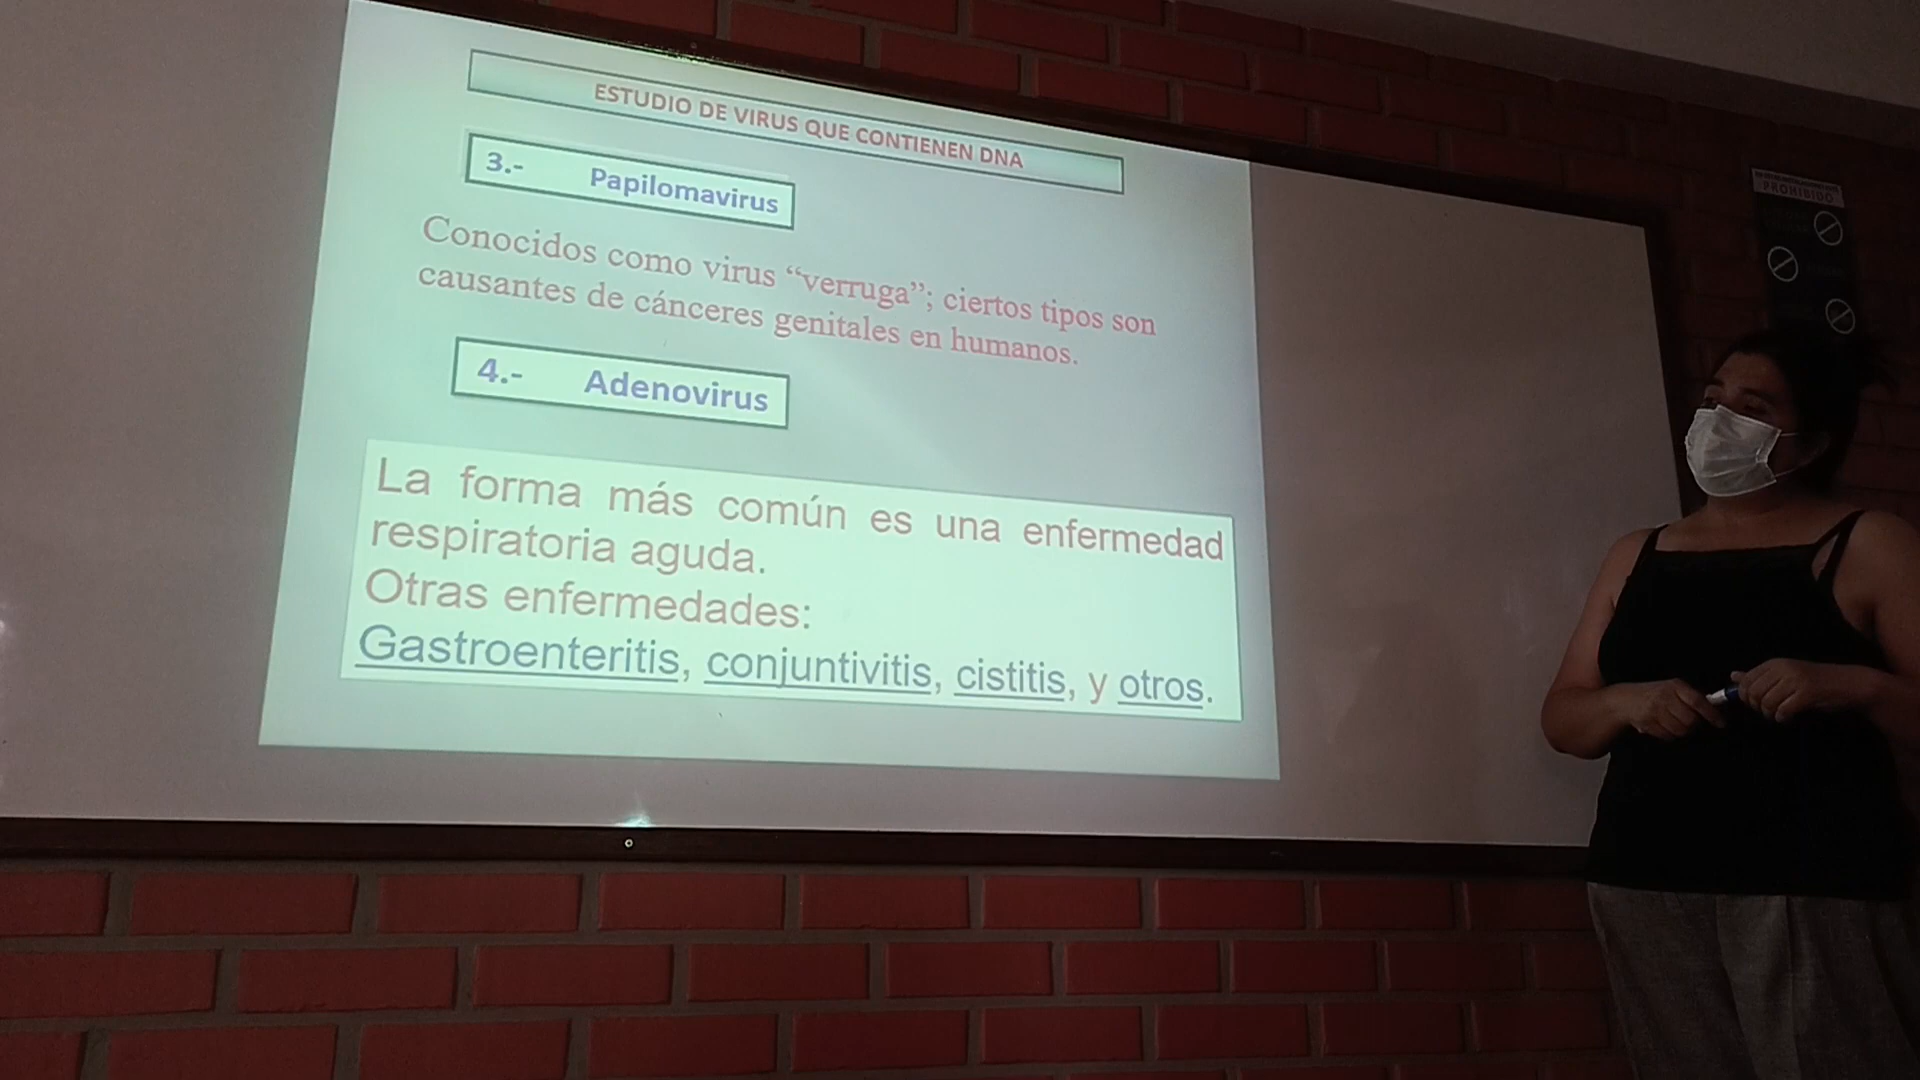 ESTUDIO DE VIRUS QUE CONTIENEN DNA
3.- Papilomavirus
Conocidos como virus “verruga”; ciertos tipos son
causantes de cánceres genitales en humanos.
4.- Adenovirus
La forma más común es una enfermedad
respiratoria aguda.
Otras enfermedades:
Gastroenteritis, conjuntivitis, cistitis, y otros.
PROHIBIDO